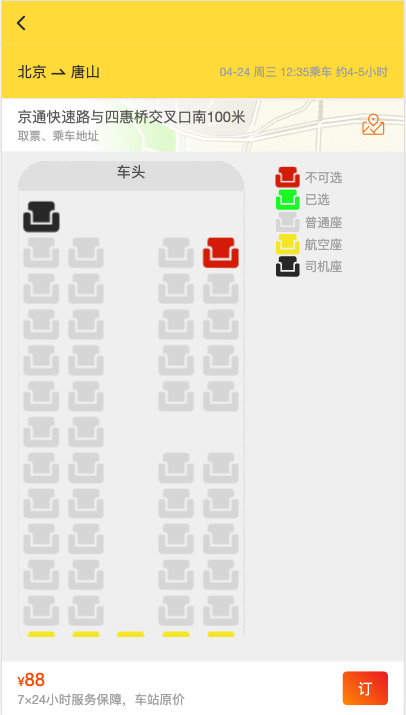 北京 → 唐山
04-24 周三 12:35乘车 约4-5小时
京通快速路与四惠桥交叉口南100米
取票、乘车地址
车头
不可选
已选
普通座
航空座
司机座
¥88
7×24小时服务保障，车站原价
订